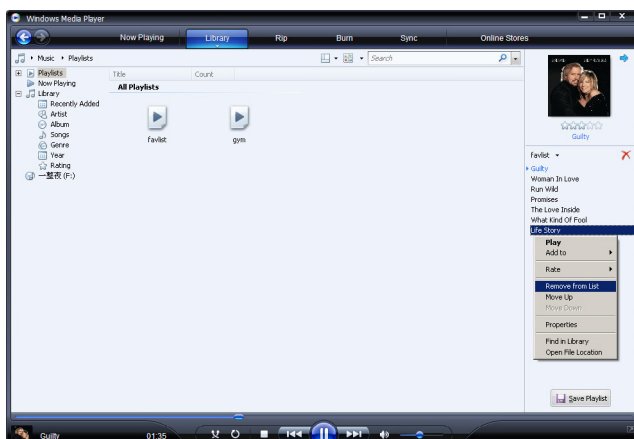 Windows Media Player
Now Playing
Library
Rip
Burn
Sync
Online Stores
Music
Playlists
Search
Playlists
Now Playing
Library
Recently Added
Artist
Album
Songs
Genre
Year
Rating
一整夜 (F:)
Title
Count
All Playlists
favlist
gym
Guilty
favlist
Guilty
Woman In Love
Run Wild
Promises
The Love Inside
What Kind Of Fool
Life Story
Play
Add to
Rate
Remove from List
Move Up
Move Down
Properties
Find in Library
Open File Location
Save Playlist
Guilty
01:35